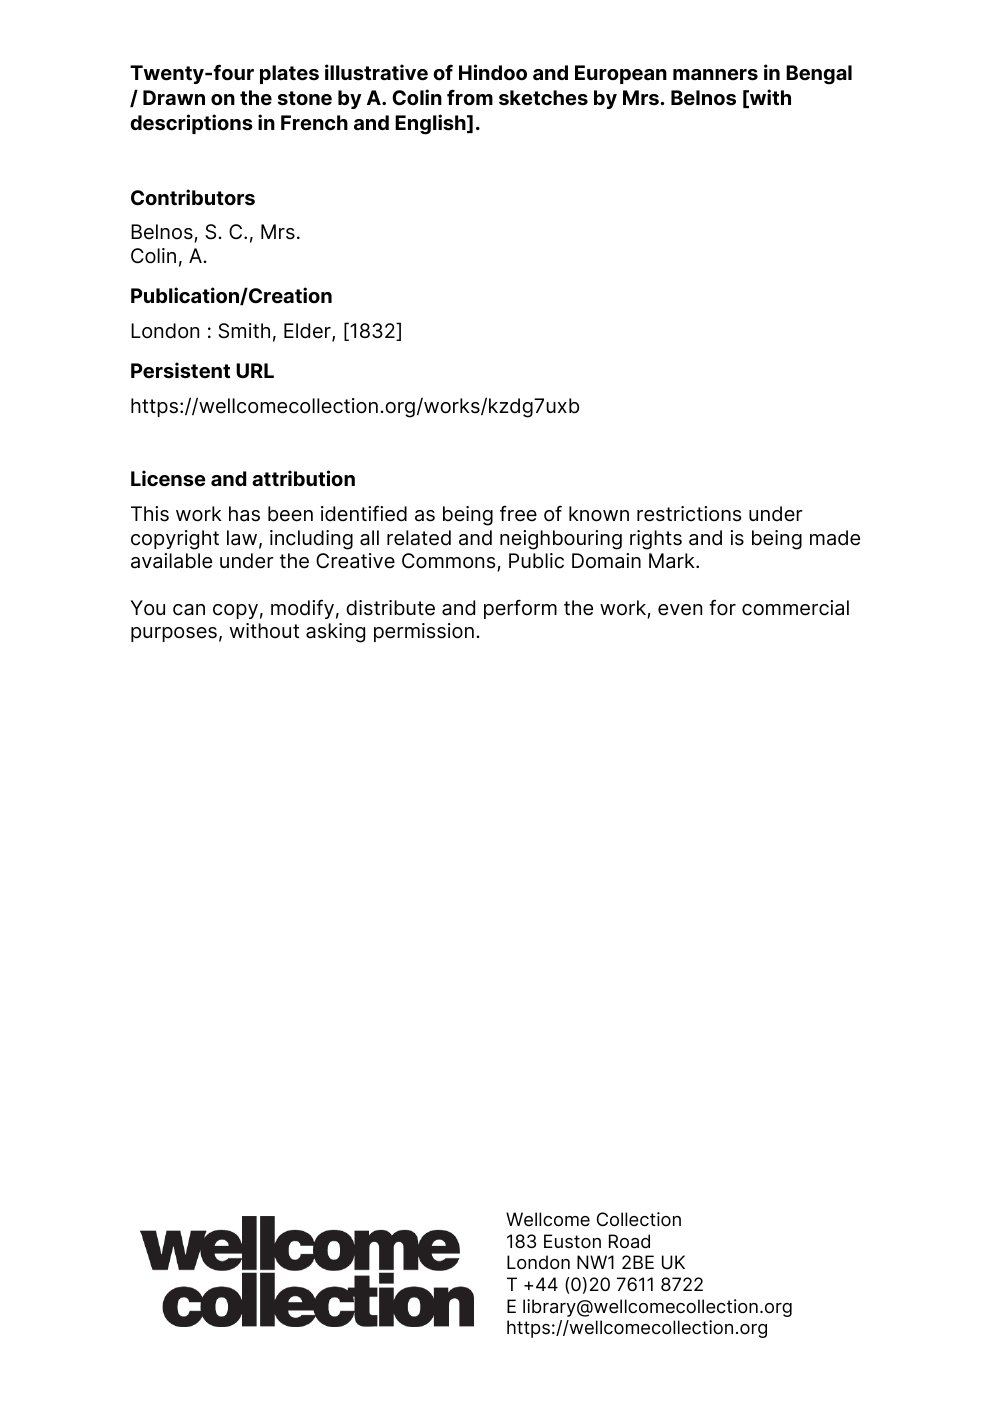 Twenty-four plates illustrative of Hindoo and European manners in Bengal
/ Drawn on the stone by A. Colin from sketches by Mrs. Belnos [with
descriptions in French and English].
Contributors
Belnos, S. C., Mrs.
Colin, A.
Publication/Creation
London : Smith, Elder, [1832]
Persistent URL
https://wellcomecollection.org/works/kzdg7uxb
License and attribution
This work has been identified as being free of known restrictions under
copyright law, including all related and neighbouring rights and is being made
available under the Creative Commons, Public Domain Mark.
You can copy, modify, distribute and perform the work, even for commercial
purposes, without asking permission.
wellcome
collection
Wellcome Collection
183 Euston Road
London NW1 2BE UK
T +44 (0)20 7611 8722
E library@wellcomecollection.org
https://wellcomecollection.org